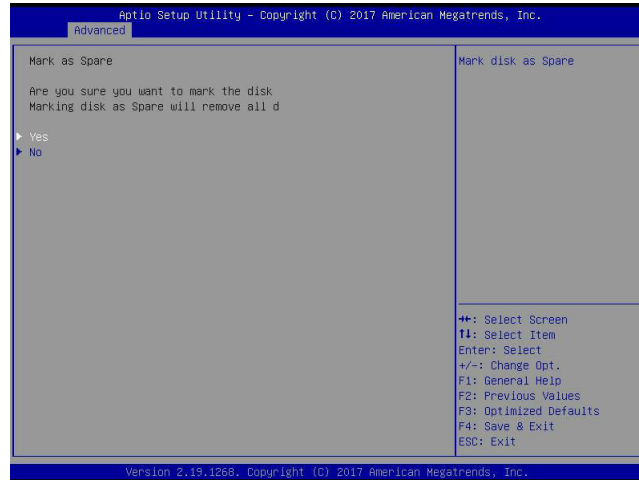 Aptio Setup Utility – Copyright (C) 2017 American Megatrends, Inc.
Advanced
Mark as Spare
Are you sure you want to mark the disk
Marking disk as Spare will remove all d
Yes
No
Mark disk as Spare
→←: Select Screen
↑↓: Select Item
Enter: Select
+/-: Change Opt.
F1: General Help
F2: Previous Values
F3: Optimized Defaults
F4: Save & Exit
ESC: Exit
Version 2.19.1268. Copyright (C) 2017 American Megatrends, Inc.